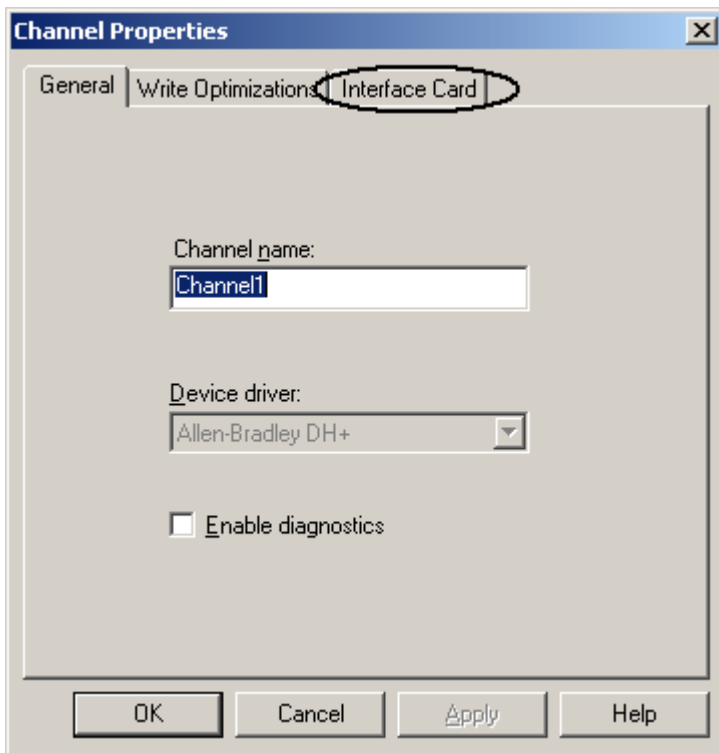 Channel Properties
General Write Optimizations Interface Card
Channel name:
Channel1
Device driver:
Allen-Bradley DH+
Enable diagnostics
OK Cancel Apply Help